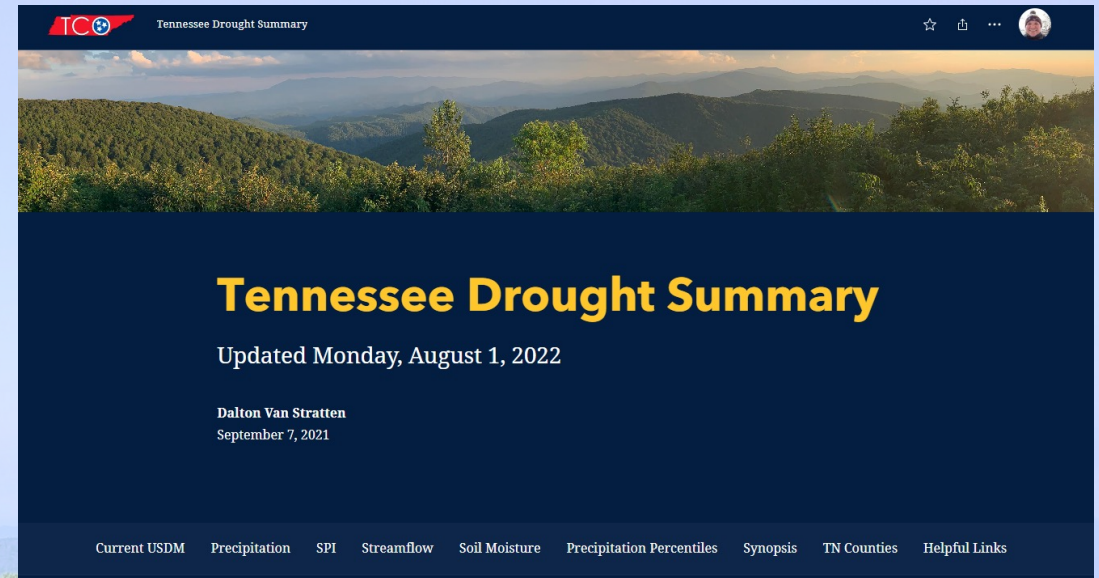 TCO
Tennessee Drought Summary
Tennessee Drought Summary
Updated Monday, August 1, 2022
Dalton Van Stratten
September 7, 2021
Current USDM Precipitation SPI Streamflow Soil Moisture Precipitation Percentiles Synopsis TN Counties Helpful Links